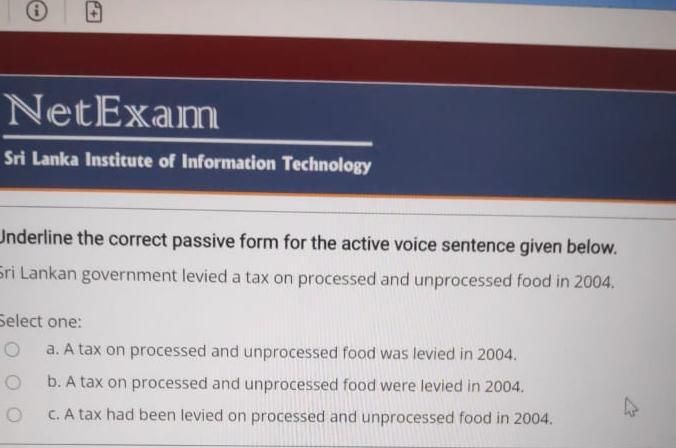 NetExam
Sri Lanka Institute of Information Technology
Underline the correct passive form for the active voice sentence given below.
Sri Lankan government levied a tax on processed and unprocessed food in 2004.
Select one:
a. A tax on processed and unprocessed food was levied in 2004.
b. A tax on processed and unprocessed food were levied in 2004.
c. A tax had been levied on processed and unprocessed food in 2004.